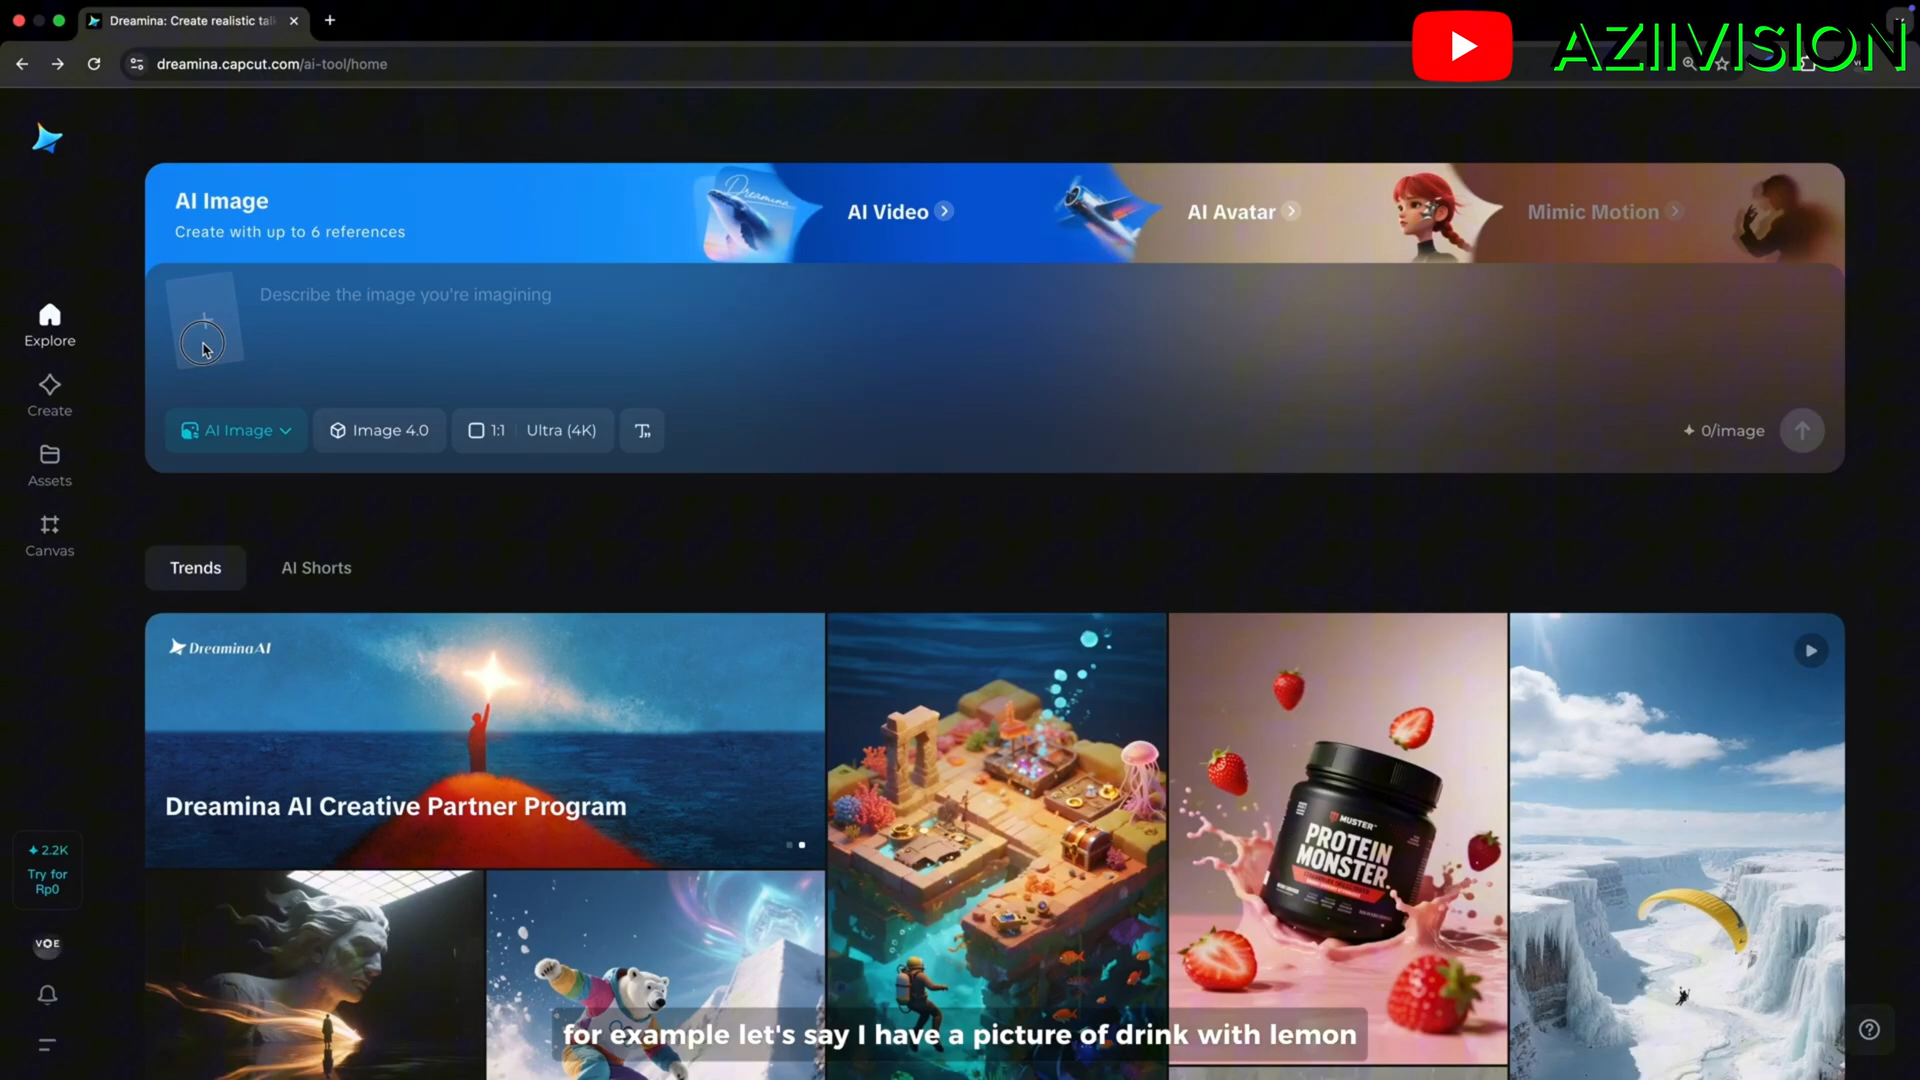 Dreamina: Create realistic tal
AZIIVISION
dreamina.capcut.com/ai-tool/home
AI Image
Create with up to 6 references
Dreamina
AI Video
AI Avatar
Mimic Motion
Describe the image you're imagining
Explore
Create
Assets
Canvas
AI Image
Image 4.0
1:1
Ultra (4K)
0/image
Trends
AI Shorts
DreaminaAI
Dreamina AI Creative Partner Program
MUSTER
PROTEIN
MONSTER
2.2K
Try for
Rp0
VOE
for example let's say I have a picture of drink with lemon